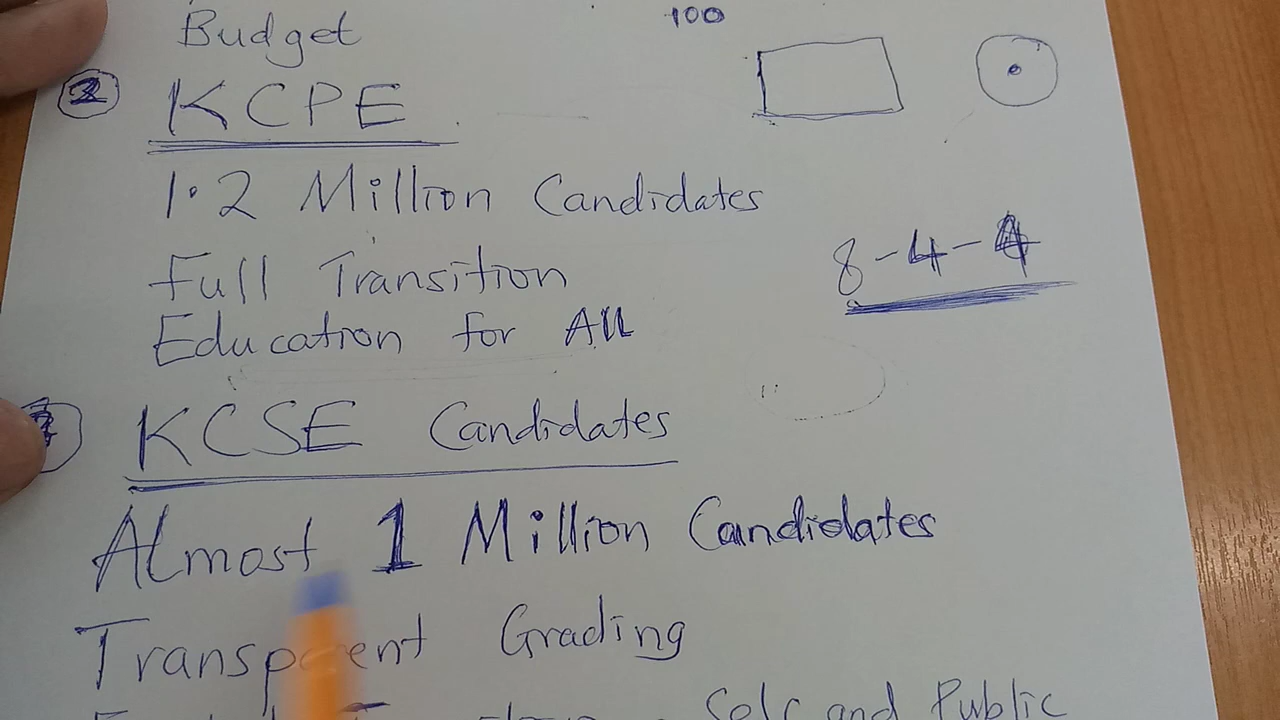 Budget
100
2 KCPE
1.2 Million Candidates
Full Transition
8-4-4
Education for All
KCSE Candidates
Almost 1 Million Candidates
Transparent Grading
and Public